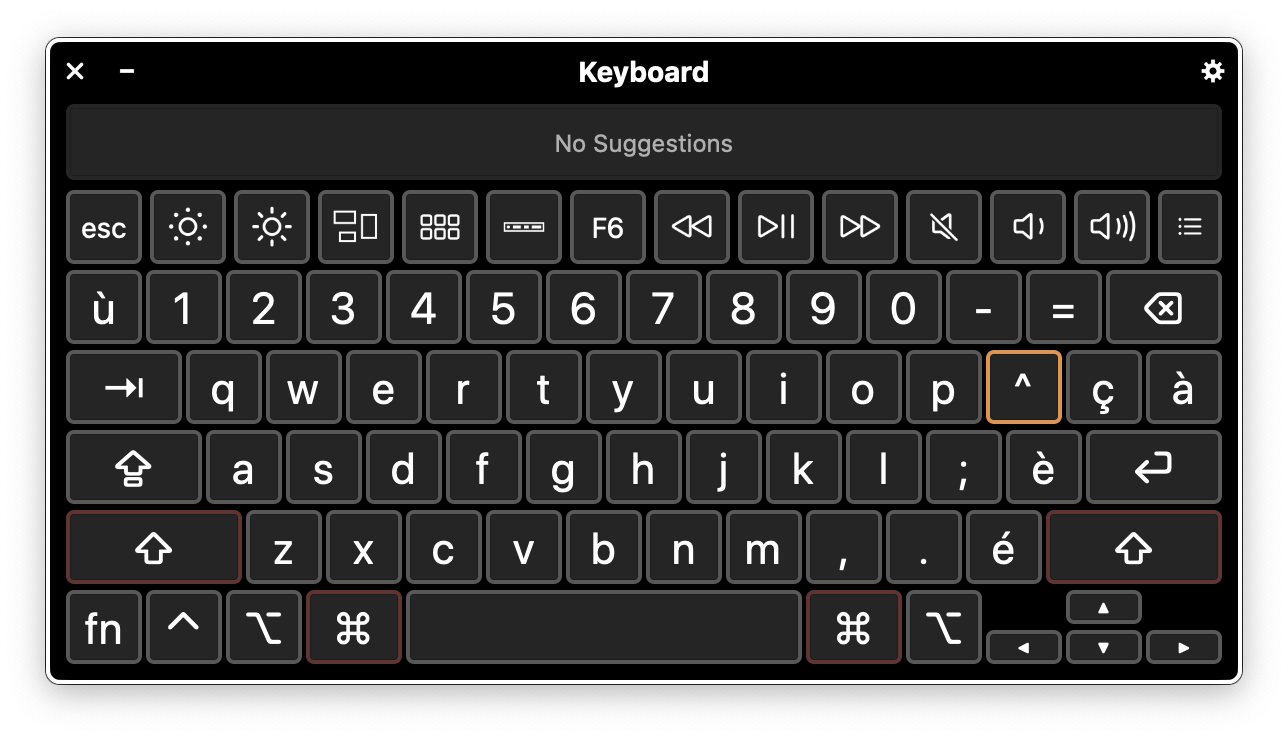 Keyboard
No Suggestions
esc F6
ù 1 2 3 4 5 6 7 8 9 0 - =
q w e r t y u i o p ^ ç à
a s d f g h j k l ; è
z x c v b n m , . é
fn ⌃ ⌥ ⌘ ⌘ ⌥